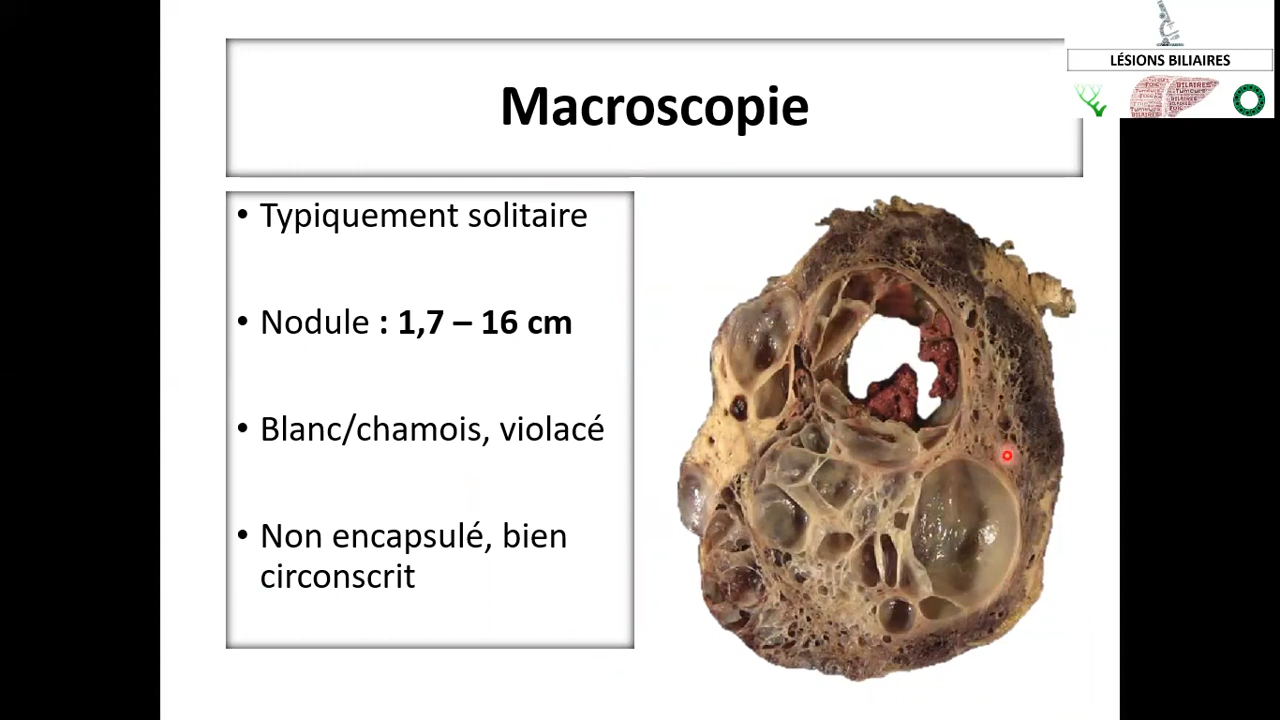 LÉSIONS BILIAIRES
Macroscopie
• Typiquement solitaire
• Nodule : 1,7 – 16 cm
• Blanc/chamois, violacé
• Non encapsulé, bien
circonscrit